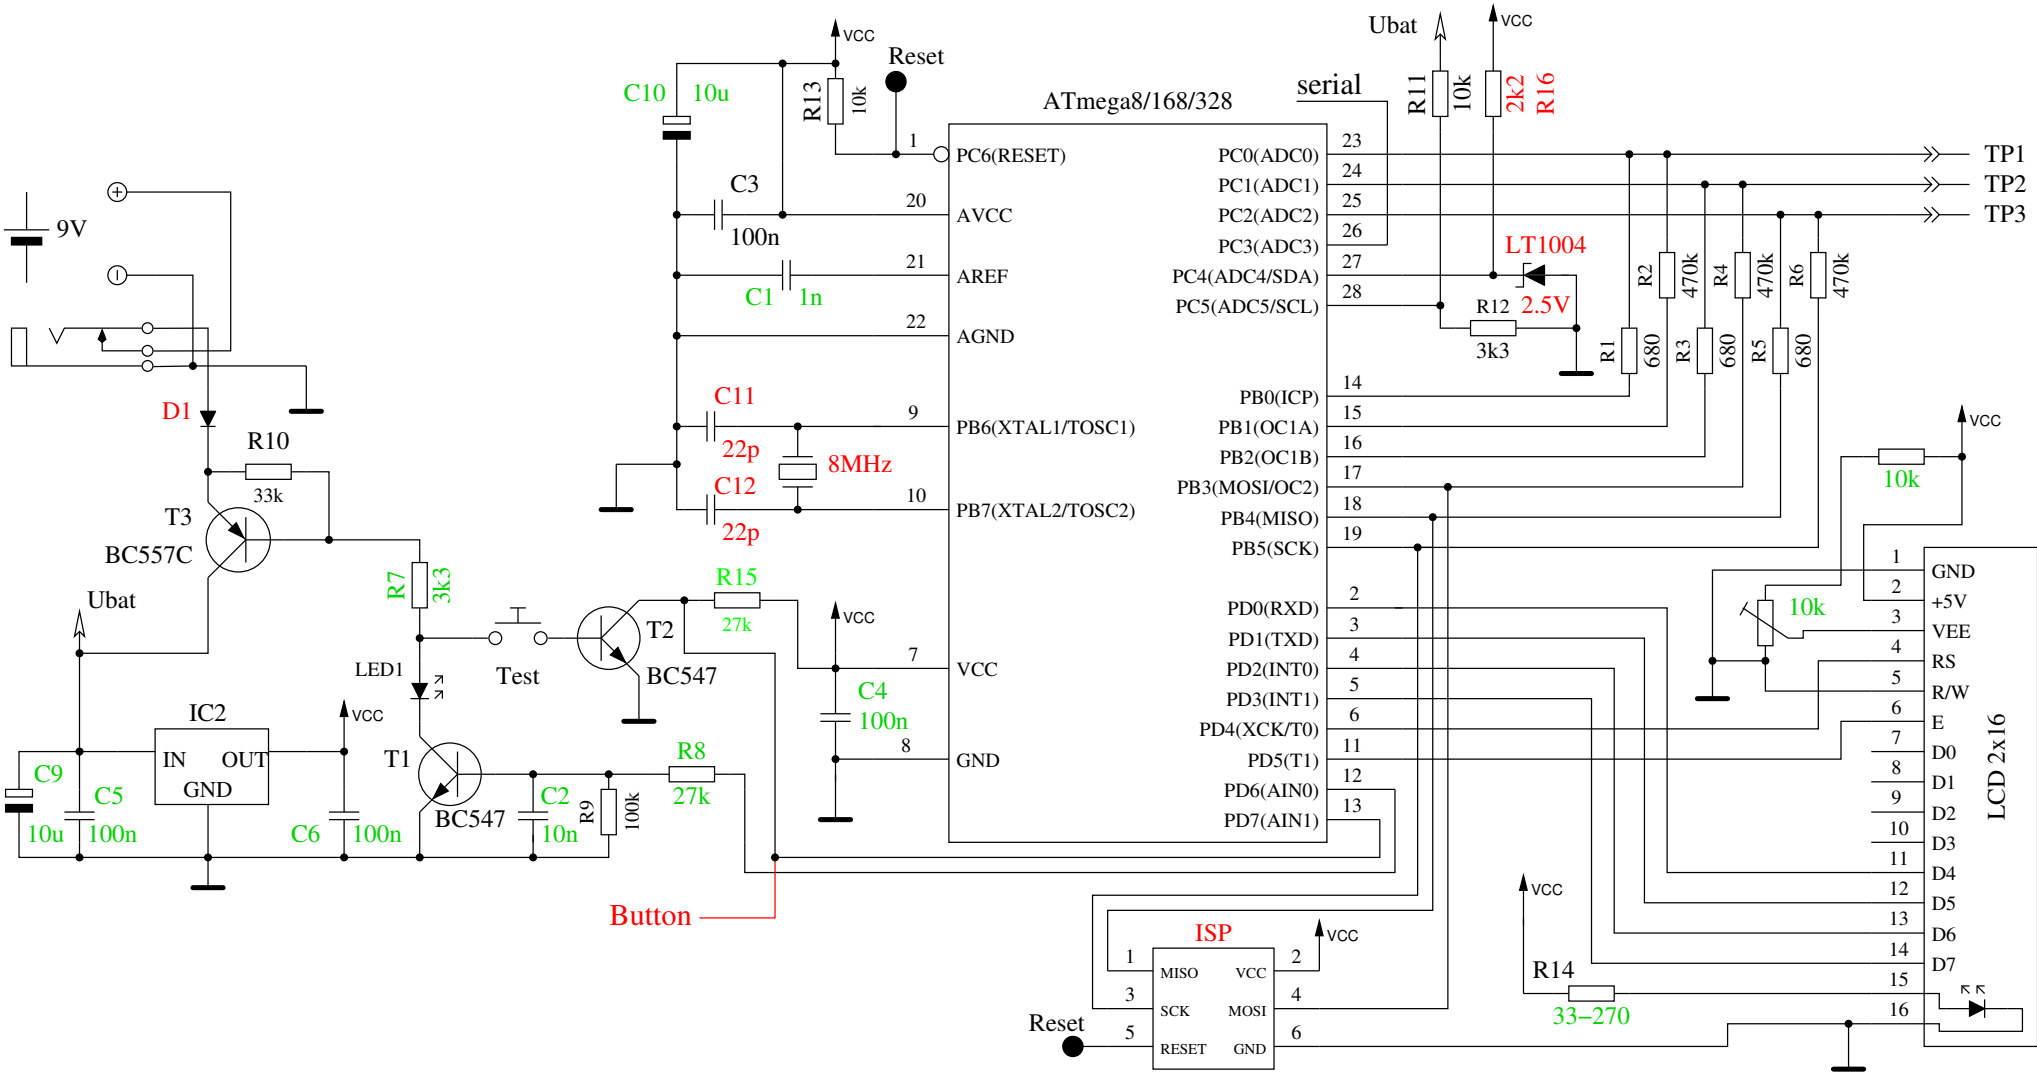 9V
D1
R10
33k
T3
BC557C
Ubat
R7
3k3
LED1
Test
T1
BC547
IC2
IN
OUT
GND
VCC
C9
10u
C5
100n
C6
100n
C2
10n
R9
100k
R8
27k
T2
BC547
R15
27k
VCC
C4
100n
Button
C10
10u
VCC
R13
10k
Reset
C3
100n
C1
1n
C11
22p
C12
22p
8MHz
ATmega8/168/328
serial
1
PC6(RESET)
20
AVCC
21
AREF
22
AGND
9
PB6(XTAL1/TOSC1)
10
PB7(XTAL2/TOSC2)
7
VCC
8
GND
PC0(ADC0)
23
PC1(ADC1)
24
PC2(ADC2)
25
PC3(ADC3)
26
PC4(ADC4/SDA)
27
PC5(ADC5/SCL)
28
PB0(ICP)
14
PB1(OC1A)
15
PB2(OC1B)
16
PB3(MOSI/OC2)
17
PB4(MISO)
18
PB5(SCK)
19
PD0(RXD)
2
PD1(TXD)
3
PD2(INT0)
4
PD3(INT1)
5
PD4(XCK/T0)
6
PD5(T1)
11
PD6(AIN0)
12
PD7(AIN1)
13
Ubat
R11
10k
VCC
2k2
R16
LT1004
2.5V
R12
3k3
TP1
TP2
TP3
R2
470k
R4
470k
R6
470k
R1
680
R3
680
R5
680
VCC
10k
10k
1
GND
2
+5V
3
VEE
4
RS
5
R/W
6
E
7
D0
8
D1
9
D2
10
D3
11
D4
12
D5
13
D6
14
D7
15
16
LCD 2x16
VCC
R14
33–270
ISP
VCC
1
MISO
VCC
2
3
SCK
MOSI
4
5
RESET
GND
6
Reset